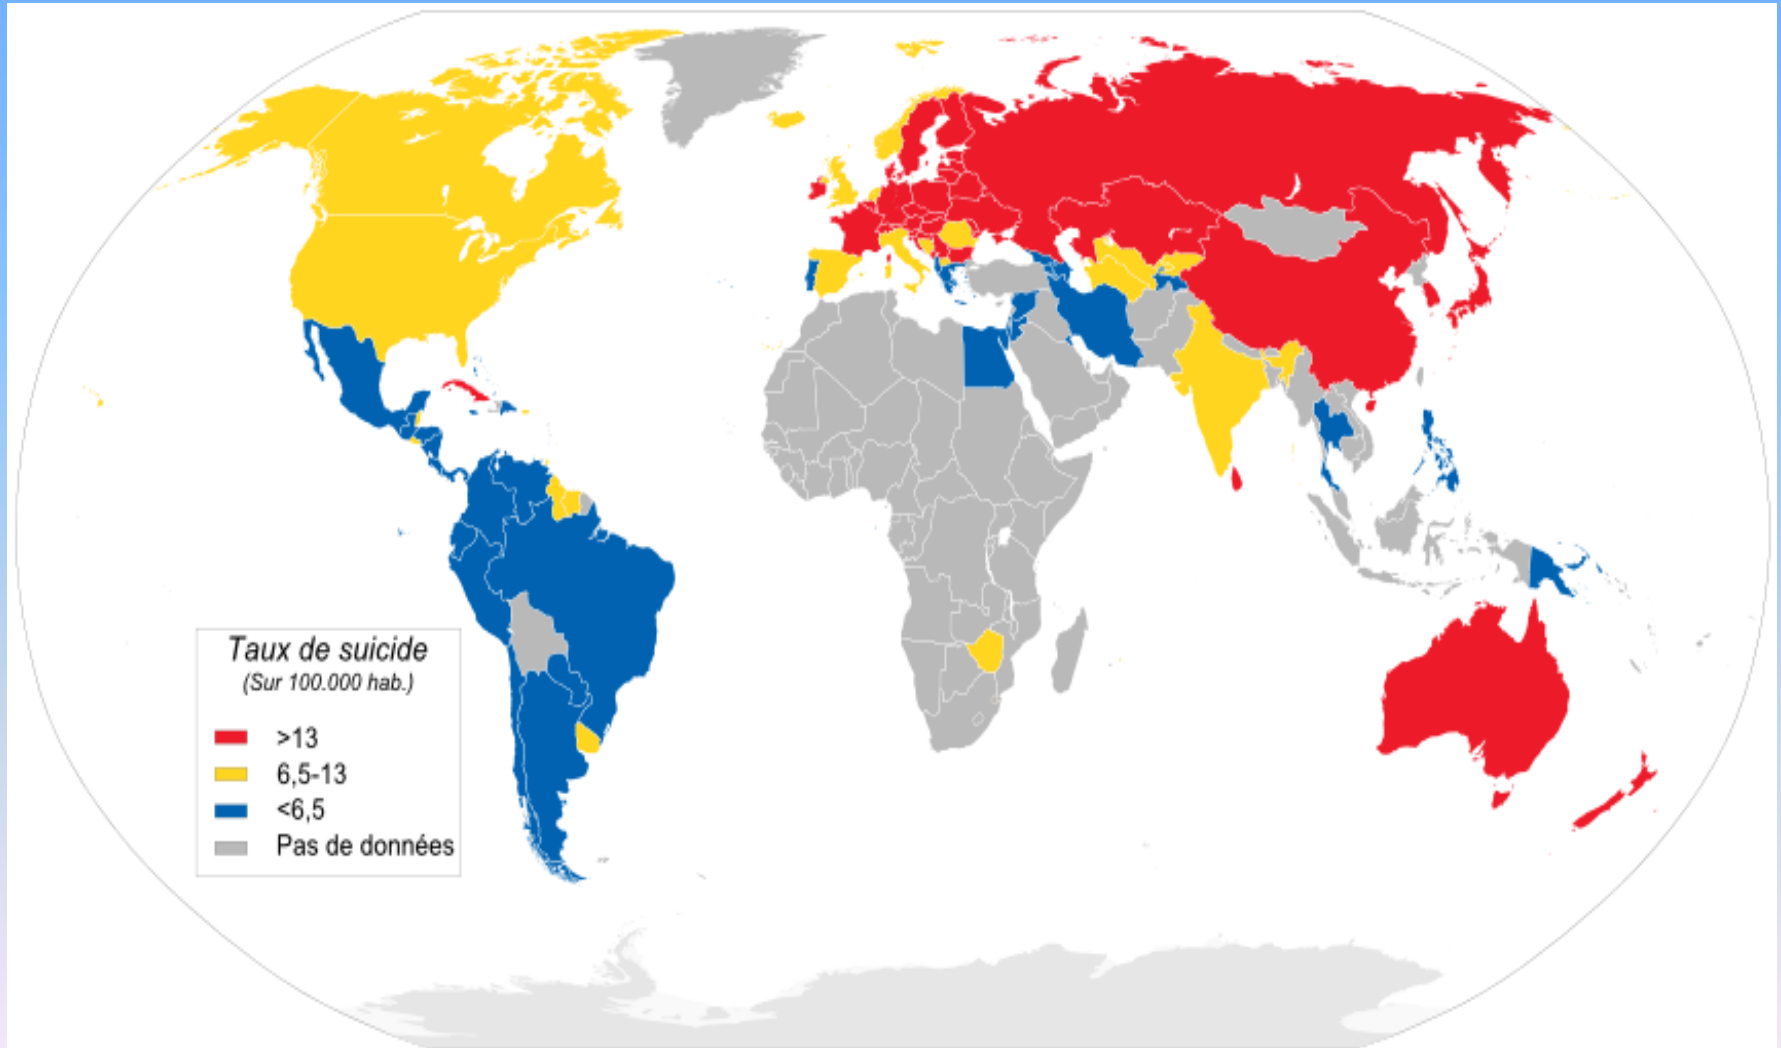 Taux de suicide
(Sur 100.000 hab.)
>13
6,5-13
<6,5
Pas de données